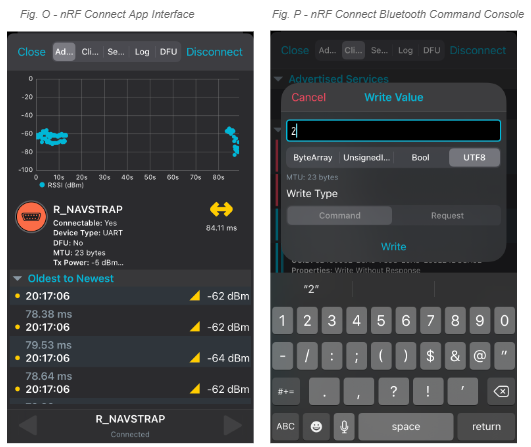 Fig. O - nRF Connect App Interface
Close Ad... Cli... Se... Log DFU Disconnect
0
-20
-40
-60
-80
-100
0s 10s 20s 30s 40s 50s 60s 70s 80s
RSSI (dBm)
R_NAVSTRAP
Connectable: Yes
Device Type: UART
DFU: No
MTU: 23 bytes
Tx Power: -5 dBm...
84.11 ms
Oldest to Newest
20:17:06 -62 dBm
78.38 ms
20:17:06 -62 dBm
79.53 ms
20:17:06 -64 dBm
78.64 ms
20:17:06 -62 dBm
R_NAVSTRAP
Connected
Fig. P - nRF Connect Bluetooth Command Console
Close Ad... Cli... Se... Log DFU Disconnect
Advertised Services
Cancel Write Value
2
ByteArray UnsignedI... Bool UTF8
MTU: 23 bytes
Write Type
Command Request
Write
Properties: Write Without Response
"2"
1 2 3 4 5 6 7 8 9 0
- / : ; ( ) $ & @ "
#+= . , ? ! '
ABC space return